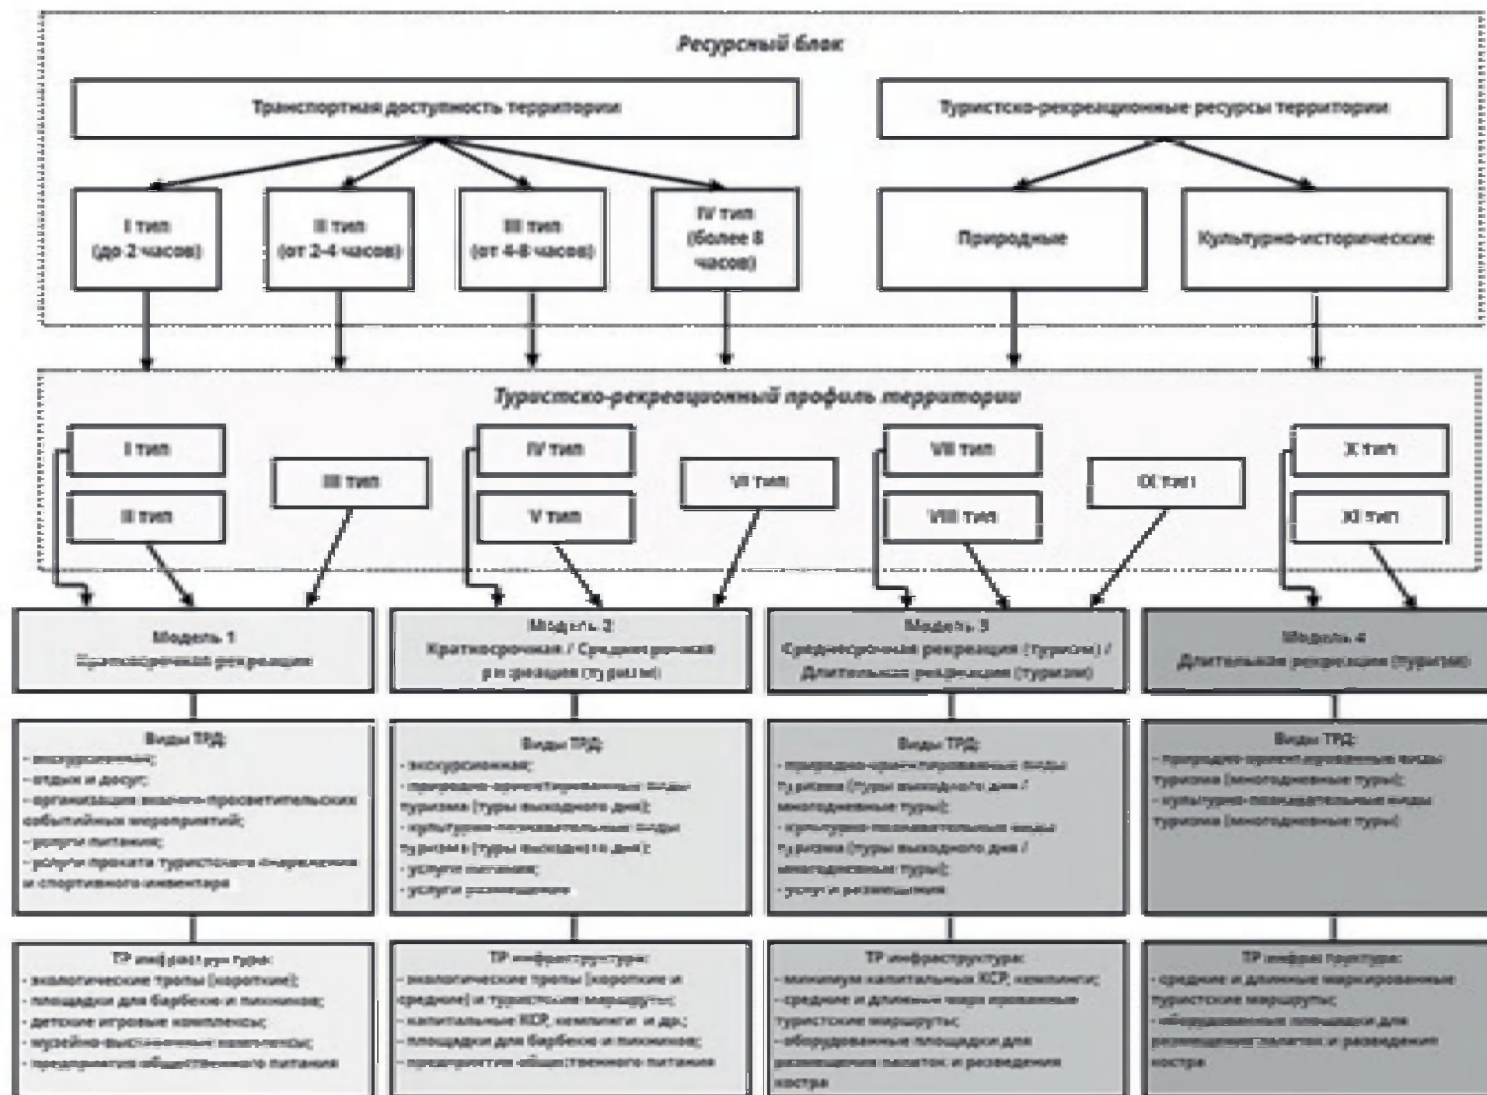 Ресурсный блок
Транспортная доступность территории
Туристско-рекреационные ресурсы территории
I тип
(до 2 часов)
II тип
(от 2-4 часов)
III тип
(от 4-8 часов)
IV тип
(более 8
часов)
Природные
Культурно-исторические
Туристско-рекреационный профиль территории
I тип
II тип
III тип
IV тип
V тип
VI тип
VII тип
VIII тип
IX тип
X тип
XI тип
Модель 1
Краткосрочная рекреация
Модель 2
Краткосрочная / Среднесрочная
рекреация (туризм)
Модель 3
Среднесрочная рекреация (туризм) /
Длительная рекреация (туризм)
Модель 4
Длительная рекреация (туризм)
Виды ТРД:
- экскурсионная;
- отдых и досуг;
- организация эколого-просветительских
событийных мероприятий;
- услуги питания;
- услуги проката туристского снаряжения
и спортивного инвентаря
Виды ТРД:
- экскурсионная;
- природно-ориентированные виды
туризма (туры выходного дня);
- культурно-познавательные виды
туризма (туры выходного дня);
- услуги питания;
- услуги размещения
Виды ТРД:
- природно-ориентированные виды
туризма (туры выходного дня /
многодневные туры);
- культурно-познавательные виды
туризма (туры выходного дня /
многодневные туры);
- услуги размещения
Виды ТРД:
- природно-ориентированные виды
туризма (многодневные туры);
- культурно-познавательные виды
туризма (многодневные туры)
ТР инфраструктура:
- экологические тропы (короткие);
- площадки для барбекю и пикников;
- детские игровые комплексы;
- музейно-выставочные комплексы;
- предприятия общественного питания
ТР инфраструктура:
- экологические тропы (короткие и
средние) и туристские маршруты;
- капитальные КСР, кемпинги и др.;
- площадки для барбекю и пикников;
- предприятия общественного питания
ТР инфраструктура:
- минимум капитальных КСР, кемпинги;
- средние и длинные маркированные
туристские маршруты;
- оборудованные площадки для
размещения палаток и разведения
костра
ТР инфраструктура:
- средние и длинные маркированные
туристские маршруты;
- оборудованные площадки для
размещения палаток и разведения
костра